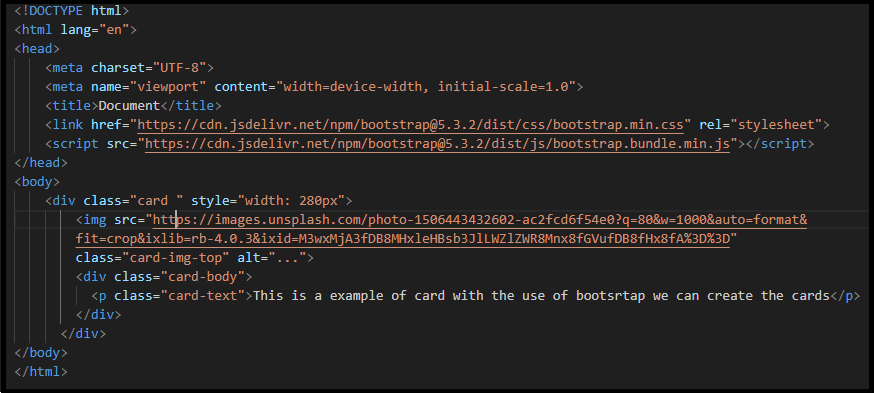 <!DOCTYPE html>
<html lang="en">
<head>
    <meta charset="UTF-8">
    <meta name="viewport" content="width=device-width, initial-scale=1.0">
    <title>Document</title>
    <link href="https://cdn.jsdelivr.net/npm/bootstrap@5.3.2/dist/css/bootstrap.min.css" rel="stylesheet">
    <script src="https://cdn.jsdelivr.net/npm/bootstrap@5.3.2/dist/js/bootstrap.bundle.min.js"></script>
</head>
<body>
    <div class="card " style="width: 280px">
        <img src="https://images.unsplash.com/photo-1506443432602-ac2fcd6f54e0?q=80&w=1000&auto=format&
        fit=crop&ixlib=rb-4.0.3&ixid=M3wxMjA3fDB8MHxleHBsb3JlLWZlZWR8Mnx8fGVufDB8fHx8fA%3D%3D"
        class="card-img-top" alt="...">
        <div class="card-body">
          <p class="card-text">This is a example of card with the use of bootsrtap we can create the cards</p>
        </div>
      </div>
</body>
</html>